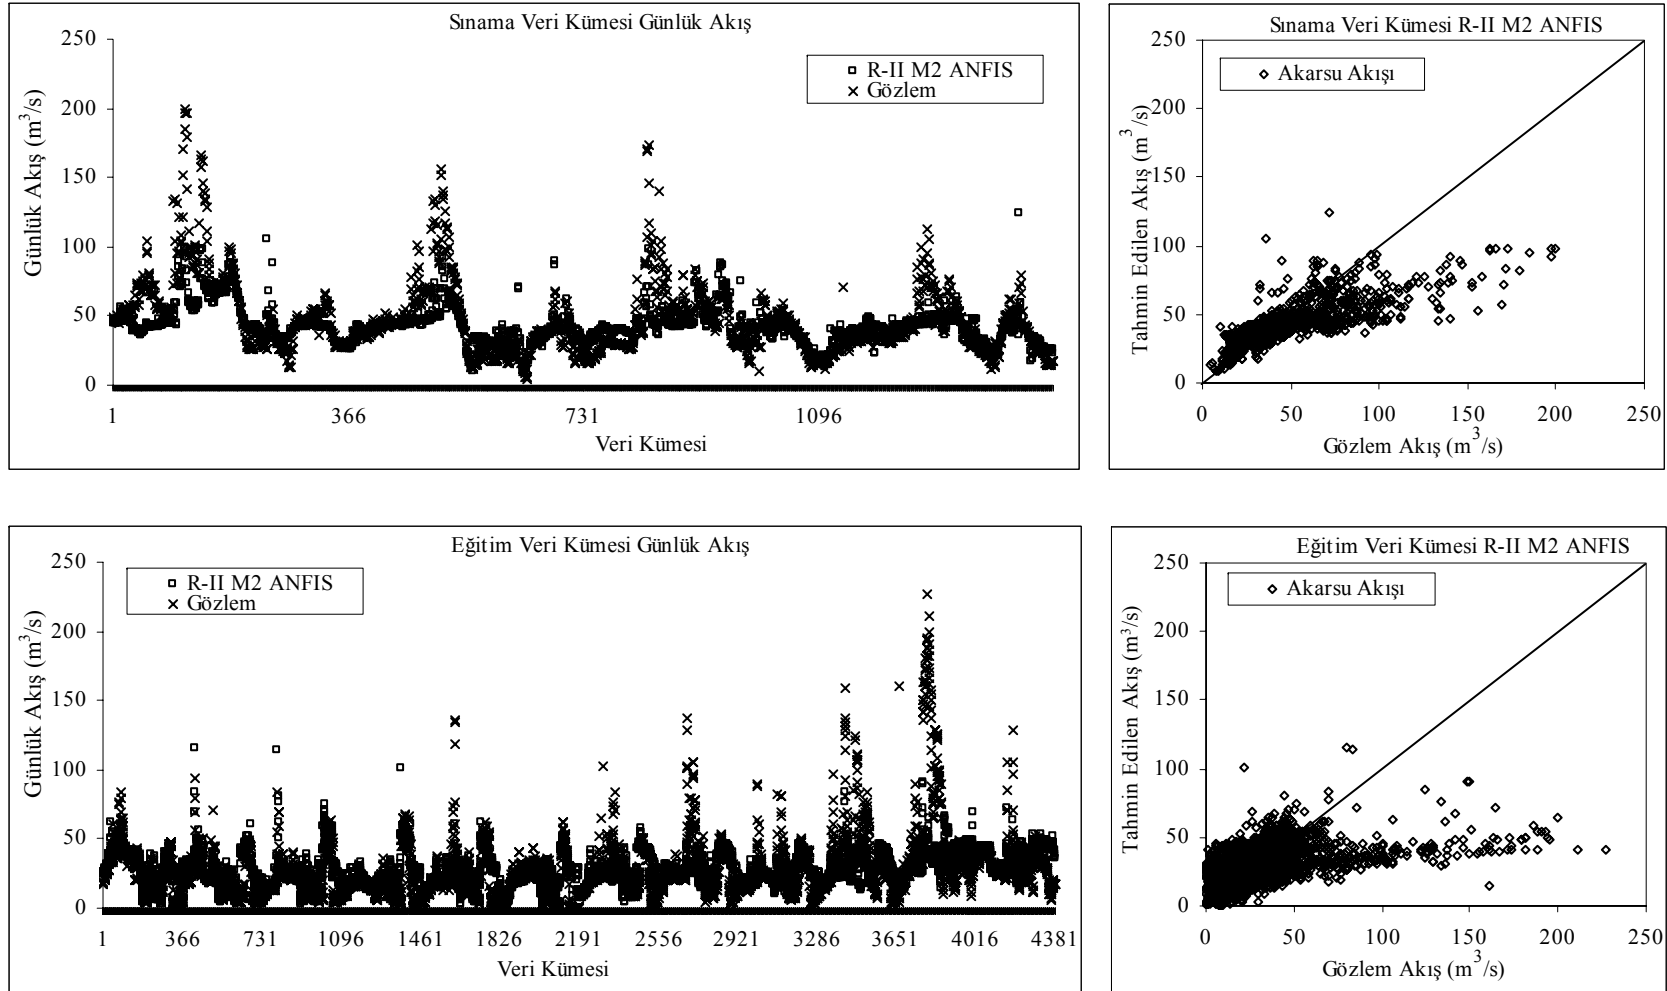 Sınama Veri Kümesi Günlük Akış
250
200
150
100
50
0
Günlük Akış (m³/s)
R-II M2 ANFIS
Gözlem
1 366 731 1096
Veri Kümesi
Sınama Veri Kümesi R-II M2 ANFIS
250
200
150
100
50
0
Tahmin Edilen Akış (m³/s)
Akarsu Akışı
0 50 100 150 200 250
Gözlem Akış (m³/s)
Eğitim Veri Kümesi Günlük Akış
250
200
150
100
50
0
Günlük Akış (m³/s)
R-II M2 ANFIS
Gözlem
1 366 731 1096 1461 1826 2191 2556 2921 3286 3651 4016 4381
Veri Kümesi
Eğitim Veri Kümesi R-II M2 ANFIS
250
200
150
100
50
0
Tahmin Edilen Akış (m³/s)
Akarsu Akışı
0 50 100 150 200 250
Gözlem Akış (m³/s)